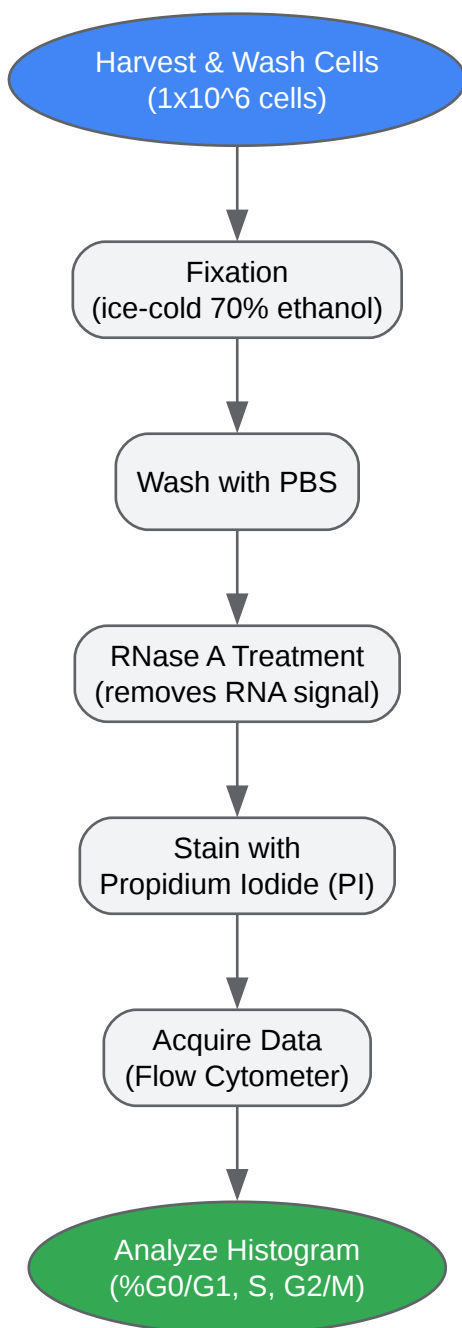 Harvest & Wash Cells
(1x10^6 cells)
Fixation
(ice-cold 70% ethanol)
Wash with PBS
RNase A Treatment
(removes RNA signal)
Stain with
Propidium Iodide (PI)
Acquire Data
(Flow Cytometer)
Analyze Histogram
(%G0/G1, S, G2/M)